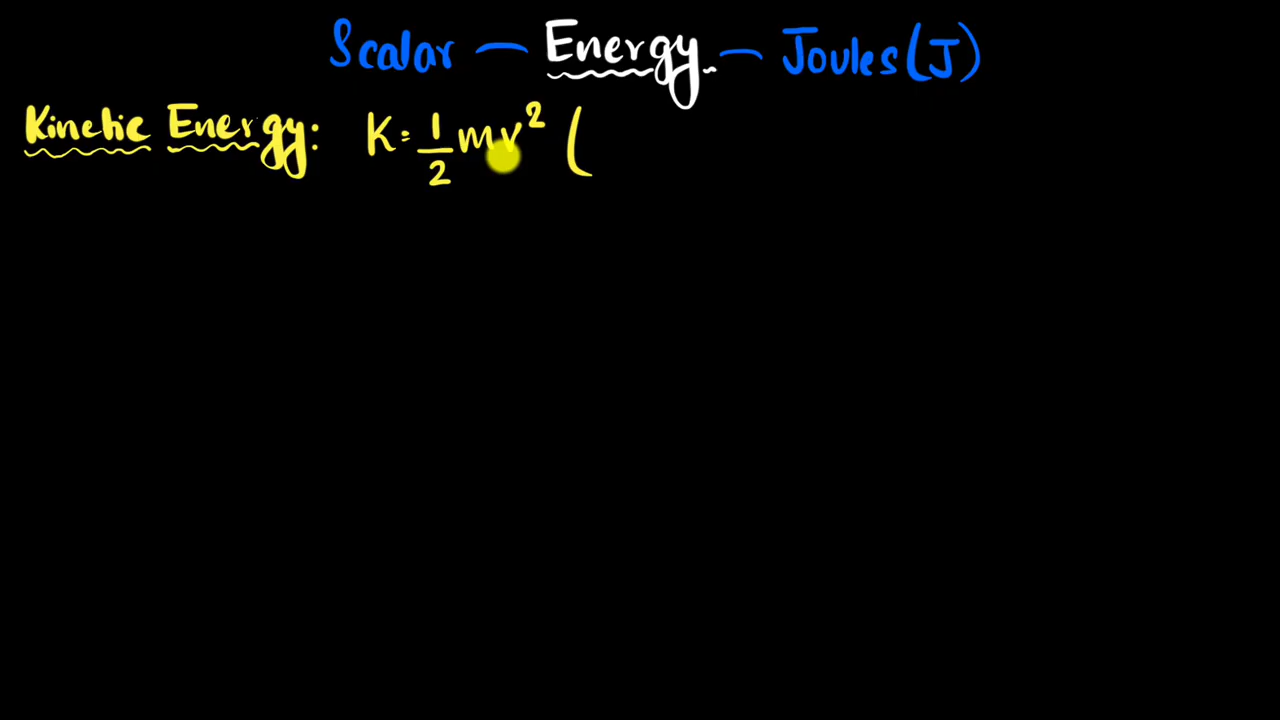 Scalar — Energy — Joules (J)
Kinetic Energy: K = 1/2 mv² (